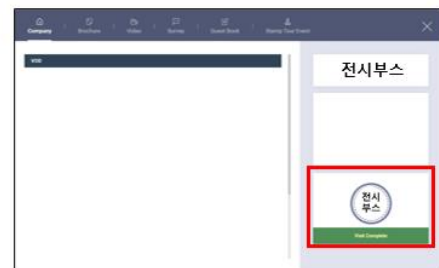 Company
Brochure
Video
Survey
Guest Book
Stamp Tour Event
VOD
전시부스
전시
부스
Visit Complete